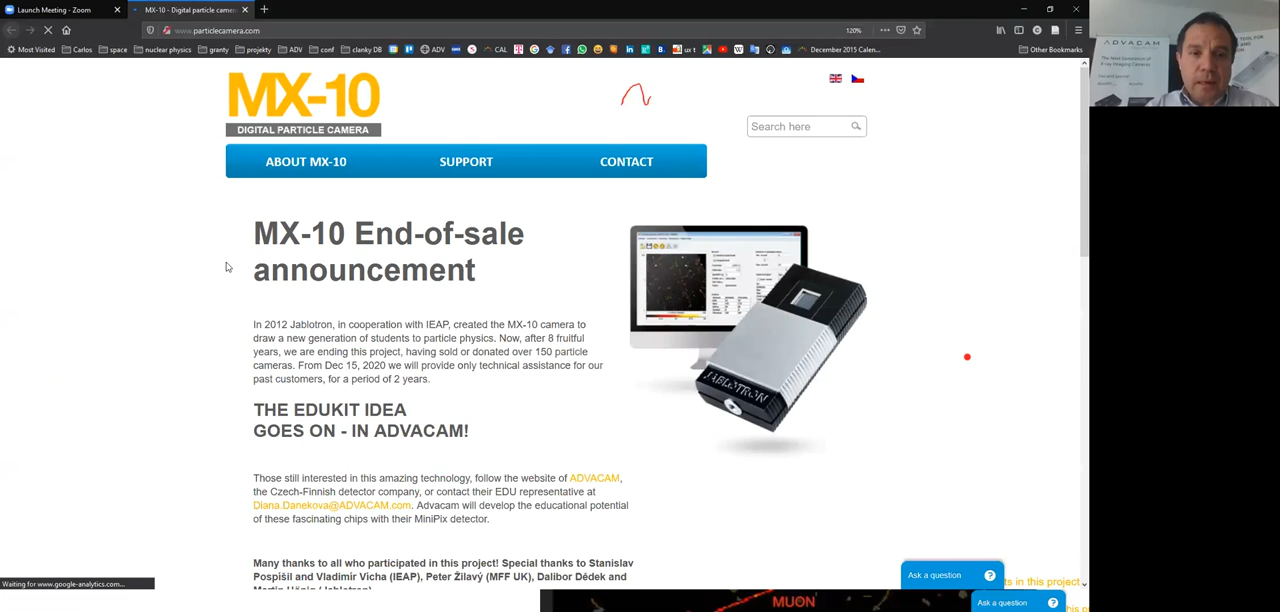 Launch Meeting - Zoom
MX-10 - Digital particle camera
www.particlecamera.com
120%
Most Visited
Carlos
space
nuclear physics
granty
projekty
ADV
conf
clanky DB
ADV
CAL
ux t
December 2015 Calen...
Other Bookmarks
MX-10
DIGITAL PARTICLE CAMERA
Search here
ABOUT MX-10
SUPPORT
CONTACT
MX-10 End-of-sale
announcement
In 2012 Jablotron, in cooperation with IEAP, created the MX-10 camera to
draw a new generation of students to particle physics. Now, after 8 fruitful
years, we are ending this project, having sold or donated over 150 particle
cameras. From Dec 15, 2020 we will provide only technical assistance for our
past customers, for a period of 2 years.
THE EDUKIT IDEA
GOES ON - IN ADVACAM!
Those still interested in this amazing technology, follow the website of ADVACAM,
the Czech-Finnish detector company, or contact their EDU representative at
Diana.Danekova@ADVACAM.com. Advacam will develop the educational potential
of these fascinating chips with their MiniPix detector.
Many thanks to all who participated in this project! Special thanks to Stanislav
Pospíšil and Vladimír Vícha (IEAP), Peter Žilavý (MFF UK), Dalibor Dědek and
JABLOTRON
Ask a question
ts in this project
Ask a question
MUON
Waiting for www.google-analytics.com...
ADVACAM